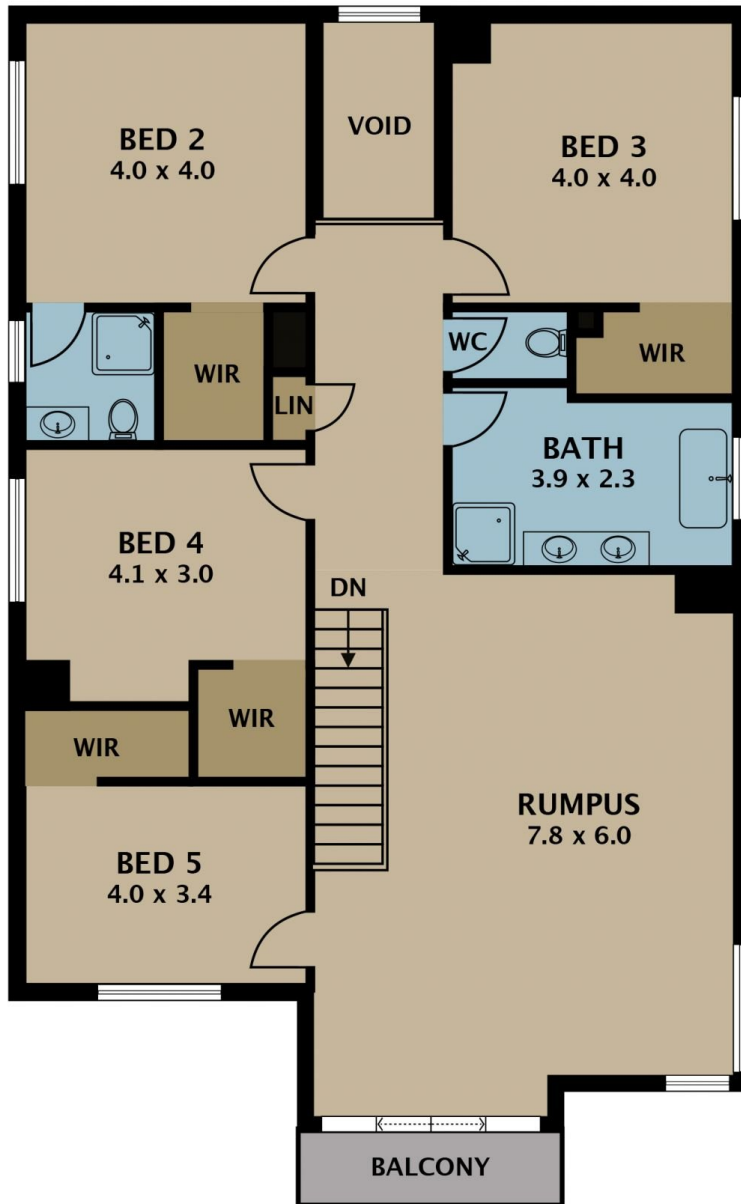 BED 2
4.0 x 4.0
VOID
BED 3
4.0 x 4.0
WIR
LIN
WC
WIR
BATH
3.9 x 2.3
BED 4
4.1 x 3.0
DN
WIR
WIR
RUMPUS
7.8 x 6.0
BED 5
4.0 x 3.4
BALCONY